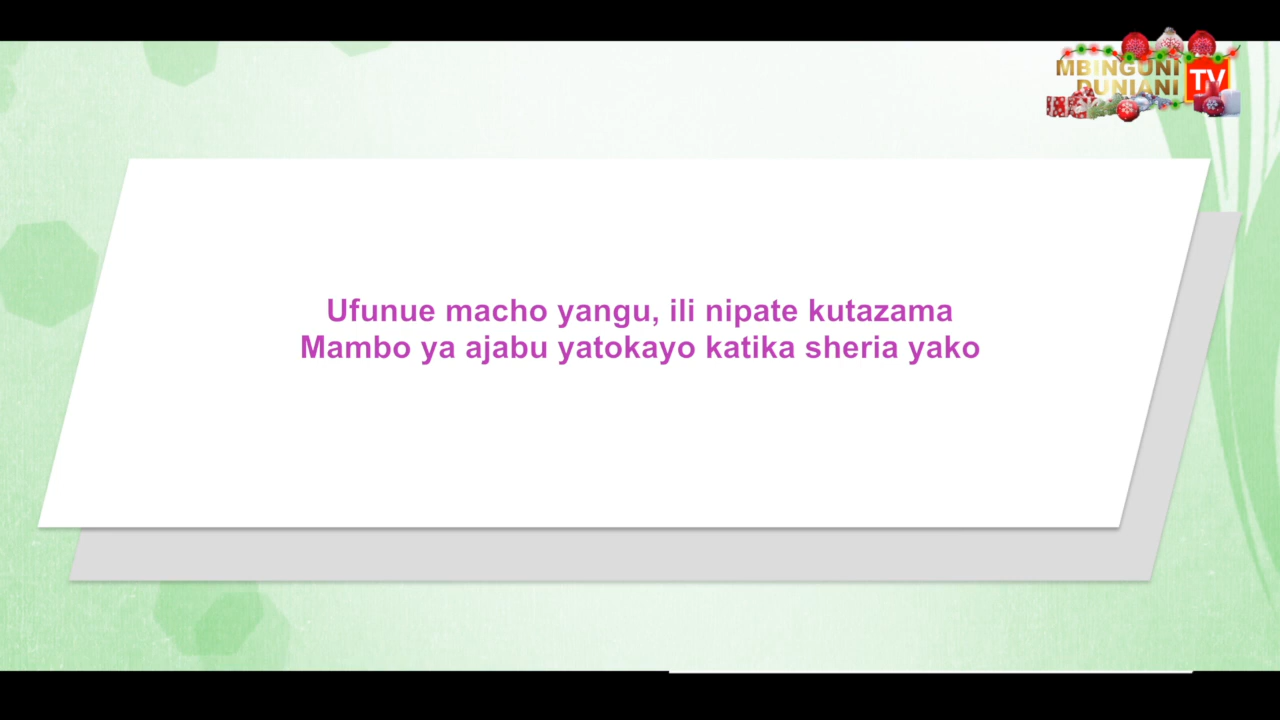 MBINGUNI
DUNIANI
TV
Ufunue macho yangu, ili nipate kutazama
Mambo ya ajabu yatokayo katika sheria yako